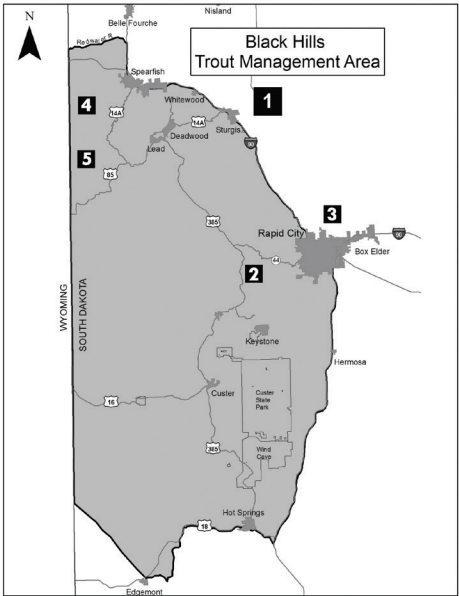 N
Nisland
Belle Fourche
Redwater R
Black Hills
Trout Management Area
Spearfish
4
14A
Whitewood
1
14A
Sturgis
Deadwood
Lead
90
5
85
385
3
Rapid City
90
Box Elder
44
2
WYOMING
SOUTH DAKOTA
Keystone
Hermosa
Custer
Custer
State
Park
16
385
Wind
Cave
Hot Springs
18
Edgemont